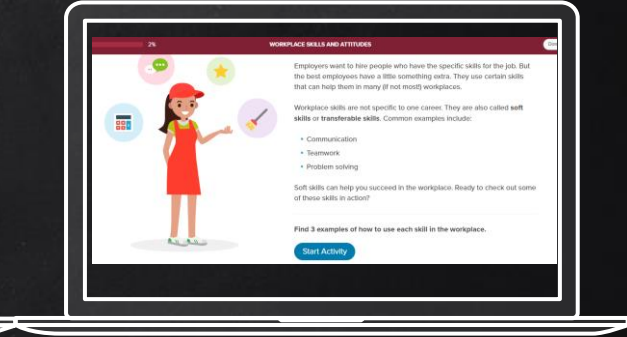 2%
WORKPLACE SKILLS AND ATTITUDES
Employers want to hire people who have the specific skills for the job. But
the best employees have a little something extra. They use certain skills
that can help them in many (if not most) workplaces.
Workplace skills are not specific to one career. They are also called soft
skills or transferable skills. Common examples include:
• Communication
• Teamwork
• Problem solving
Soft skills can help you succeed in the workplace. Ready to check out some
of these skills in action?
Find 3 examples of how to use each skill in the workplace.
Start Activity